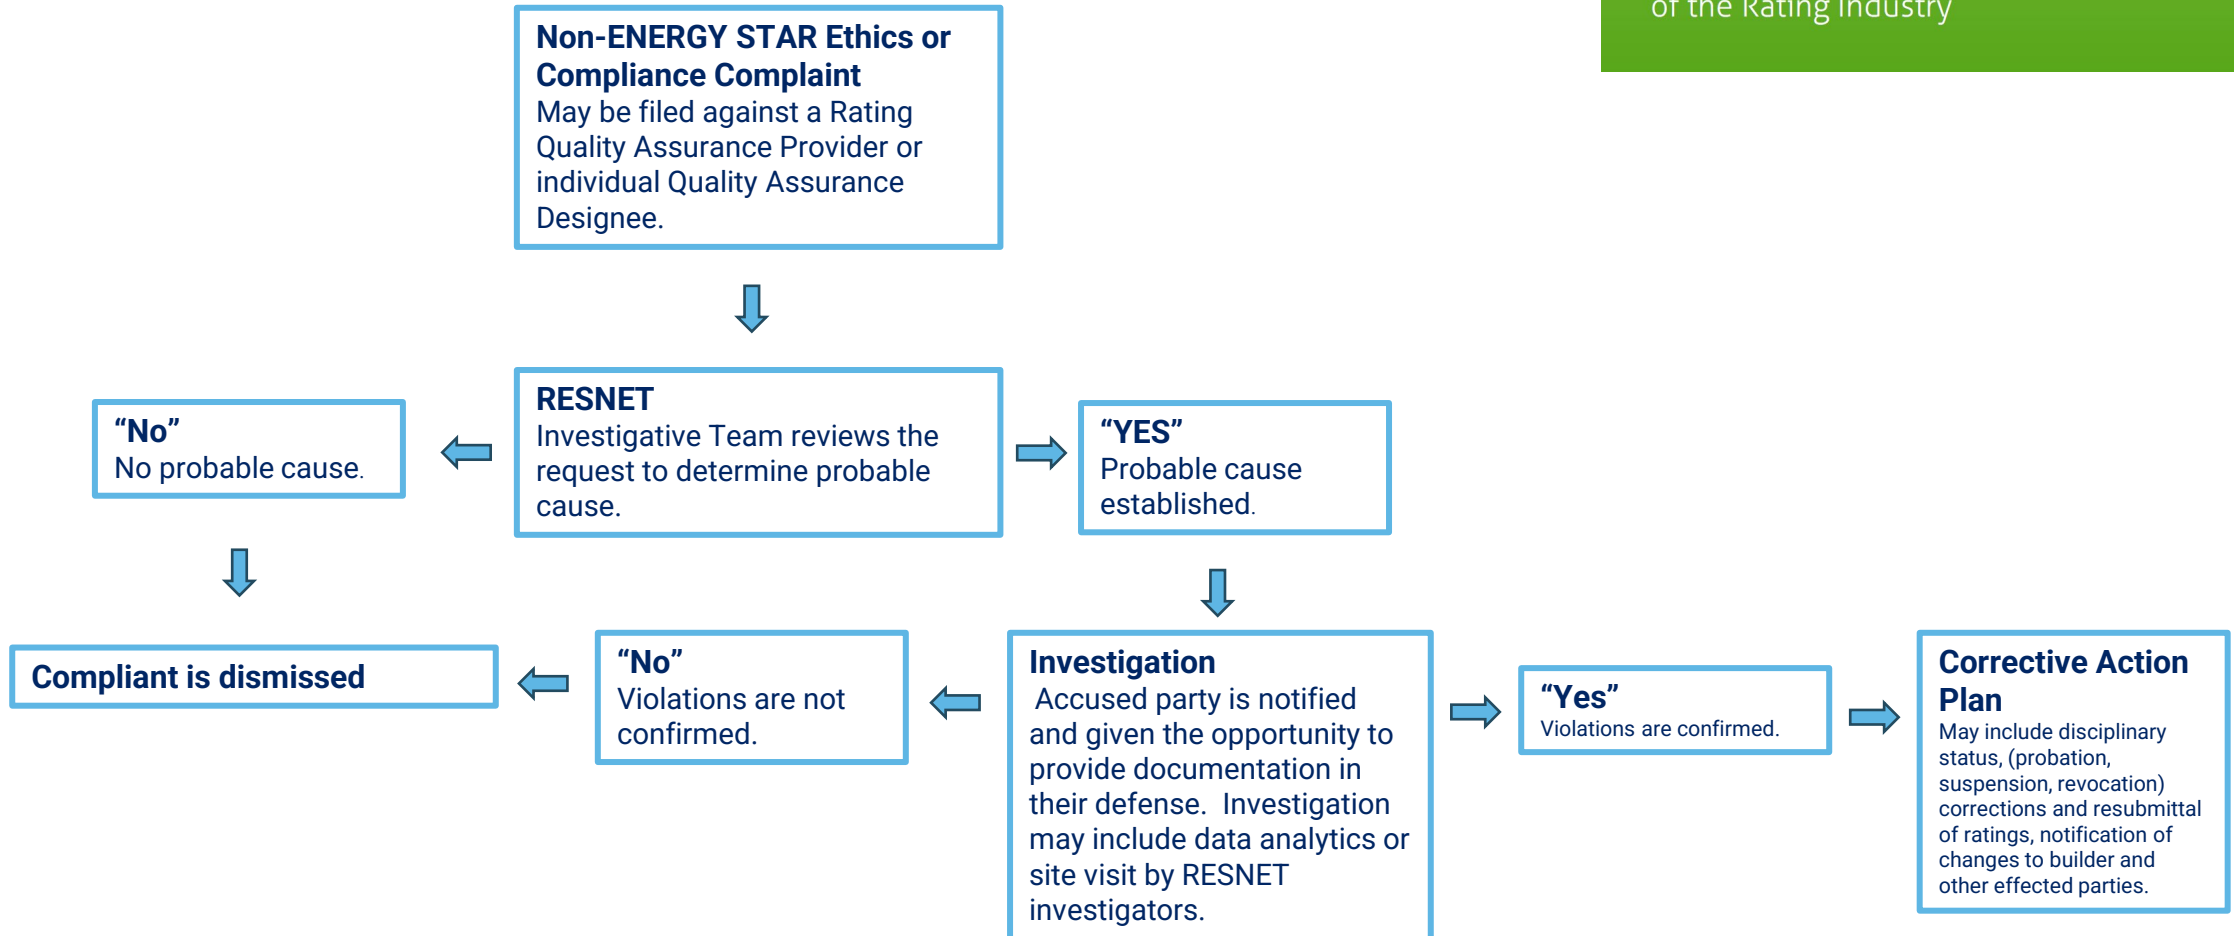 of the Rating Industry
Non-ENERGY STAR Ethics or
Compliance Complaint
May be filed against a Rating
Quality Assurance Provider or
individual Quality Assurance
Designee.
“No”
No probable cause.
RESNET
Investigative Team reviews the
request to determine probable
cause.
“YES”
Probable cause
established.
Compliant is dismissed
“No”
Violations are not
confirmed.
Investigation
Accused party is notified
and given the opportunity to
provide documentation in
their defense.  Investigation
may include data analytics or
site visit by RESNET
investigators.
“Yes”
Violations are confirmed.
Corrective Action
Plan
May include disciplinary
status, (probation,
suspension, revocation)
corrections and resubmittal
of ratings, notification of
changes to builder and
other effected parties.